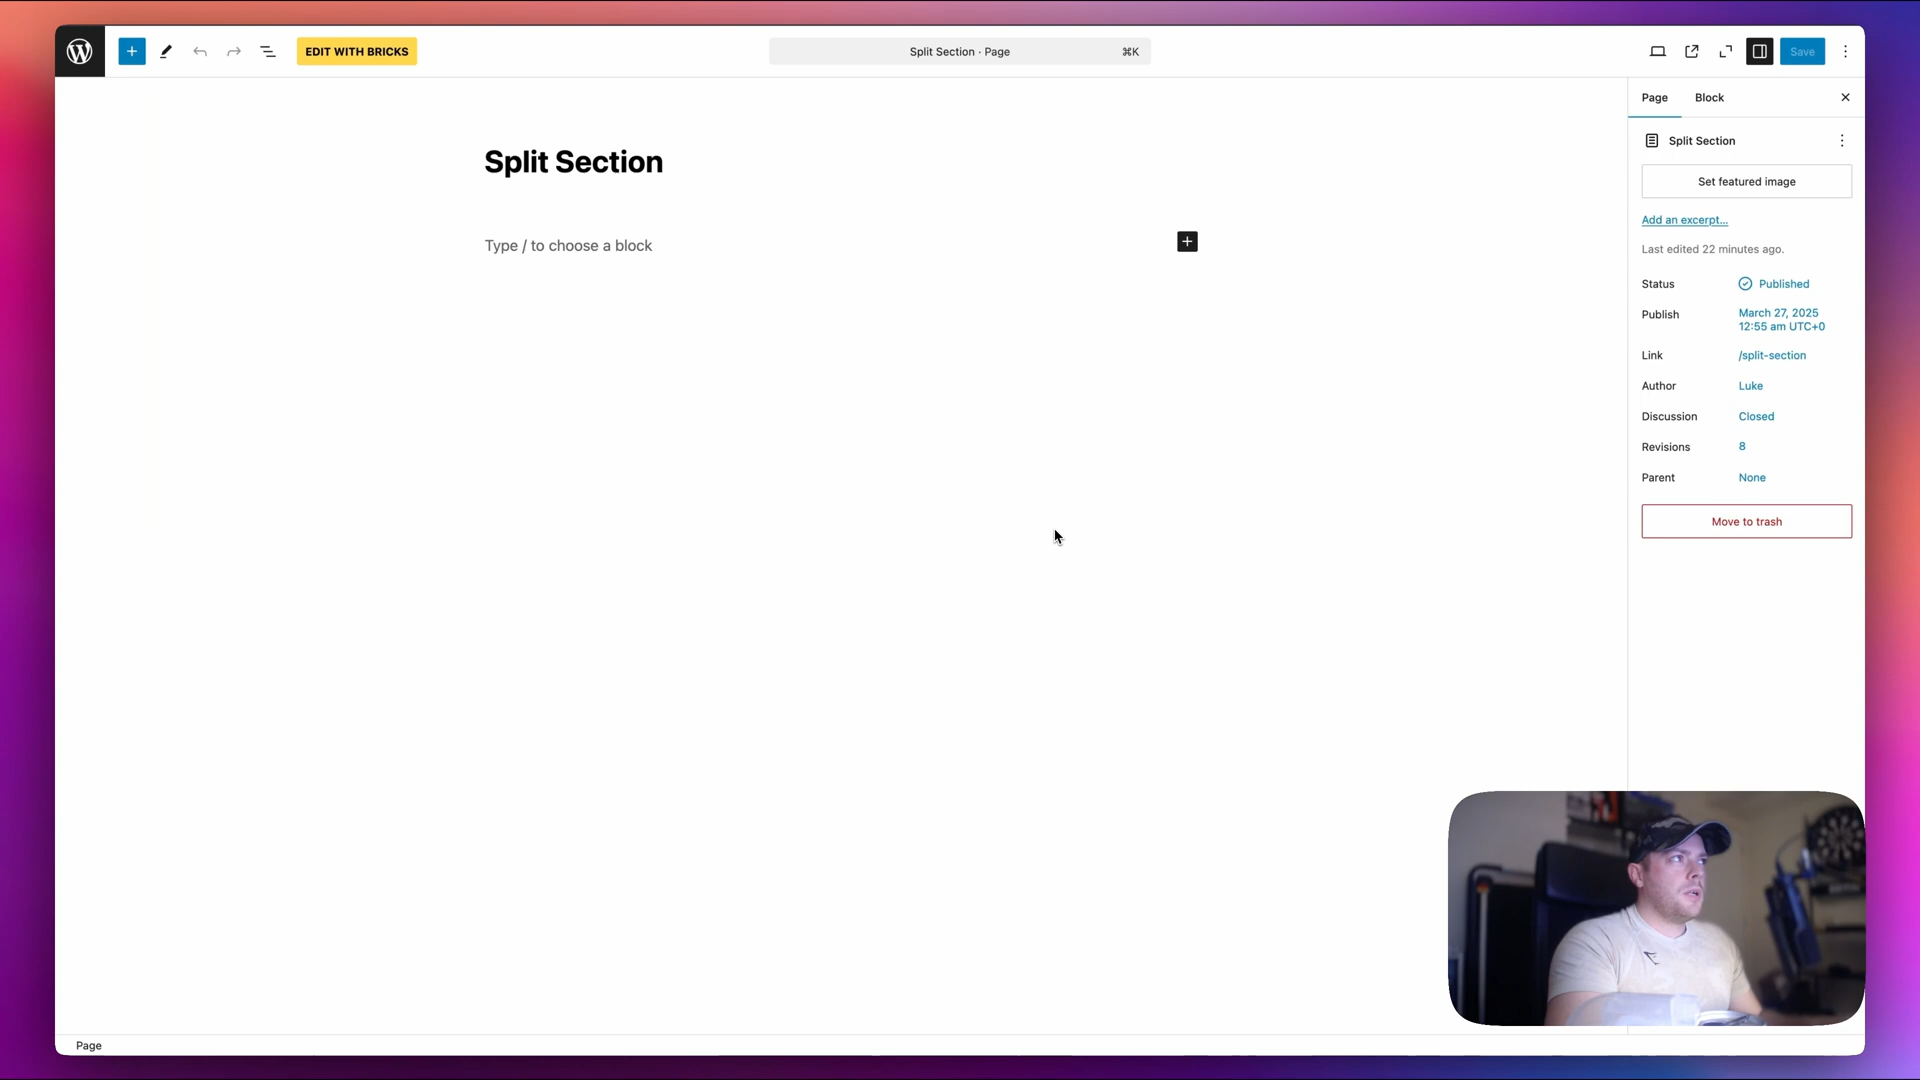 EDIT WITH BRICKS
Split Section · Page
⌘K
Save
Page
Block
Split Section
Split Section
Set featured image
Type / to choose a block
Add an excerpt...
Last edited 22 minutes ago.
Status
Published
Publish
March 27, 2025
12:55 am UTC+0
Link
/split-section
Author
Luke
Discussion
Closed
Revisions
8
Parent
None
Move to trash
Page